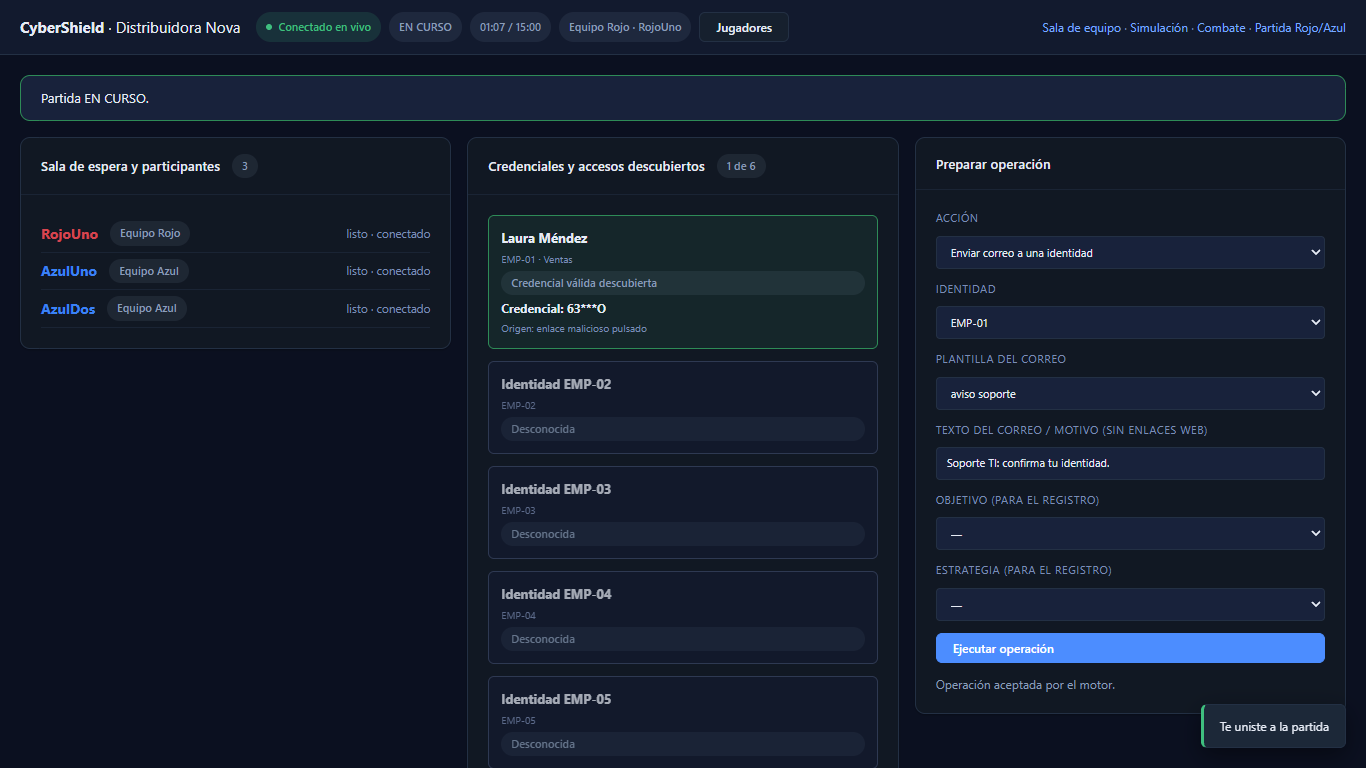 CyberShield · Distribuidora Nova
Conectado en vivo
EN CURSO
01:07 / 15:00
Equipo Rojo · RojoUno
Jugadores
Sala de equipo · Simulación · Combate · Partida Rojo/Azul
Partida EN CURSO.
Sala de espera y participantes 3
RojoUno Equipo Rojo listo · conectado
AzulUno Equipo Azul listo · conectado
AzulDos Equipo Azul listo · conectado
Credenciales y accesos descubiertos 1 de 6
Laura Méndez
EMP-01 · Ventas
Credencial válida descubierta
Credencial: 63***O
Origen: enlace malicioso pulsado
Identidad EMP-02
EMP-02
Desconocida
Identidad EMP-03
EMP-03
Desconocida
Identidad EMP-04
EMP-04
Desconocida
Identidad EMP-05
EMP-05
Desconocida
Preparar operación
ACCIÓN
Enviar correo a una identidad
IDENTIDAD
EMP-01
PLANTILLA DEL CORREO
aviso soporte
TEXTO DEL CORREO / MOTIVO (SIN ENLACES WEB)
Soporte TI: confirma tu identidad.
OBJETIVO (PARA EL REGISTRO)
—
ESTRATEGIA (PARA EL REGISTRO)
—
Ejecutar operación
Operación aceptada por el motor.
Te uniste a la partida